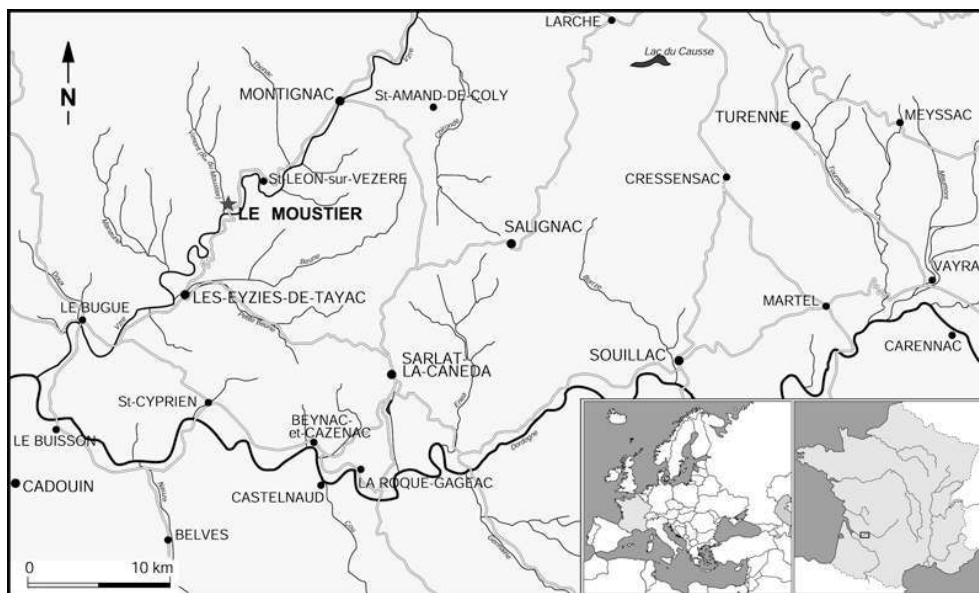 LARCHE
Lac du Causse
N
MONTIGNAC
St-AMAND-DE-COLY
TURENNE
MEYSSAC
CRESSENSAC
St LEON-sur-VEZERE
LE MOUSTIER
SALIGNAC
VAYRA
LES-EYZIES-DE-TAYAC
LE BUGUE
MARTEL
CARENNAC
SOUILLAC
SARLAT-
LA-CANEDA
St-CYPRIEN
BEYNAC-
et-CAZENAC
LE BUISSON
Dordogne
LA ROQUE-GAGEAC
CADOUIN
CASTELNAUD
BELVES
0
10 km